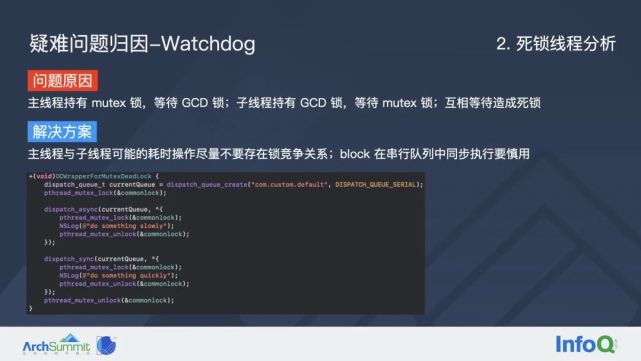 疑难问题归因-Watchdog
2. 死锁线程分析
问题原因
主线程持有 mutex 锁，等待 GCD 锁；子线程持有 GCD 锁，等待 mutex 锁；互相等待造成死锁
解决方案
主线程与子线程可能的耗时操作尽量不要存在锁竞争关系；block 在串行队列中同步执行要慎用
+(void)OCWrapperForMutexDeadLock {
dispatch_queue_t currentQueue = dispatch_queue_create("com.custom.default", DISPATCH_QUEUE_SERIAL);
pthread_mutex_lock(&commonlock);
dispatch_async(currentQueue, ^{
pthread_mutex_lock(&commonlock);
NSLog(@"do something slowly");
pthread_mutex_unlock(&commonlock);
});
dispatch_sync(currentQueue, ^{
pthread_mutex_lock(&commonlock);
NSLog(@"do something quickly");
pthread_mutex_unlock(&commonlock);
});
pthread_mutex_unlock(&commonlock);
}
ArchSummit
InfoQ